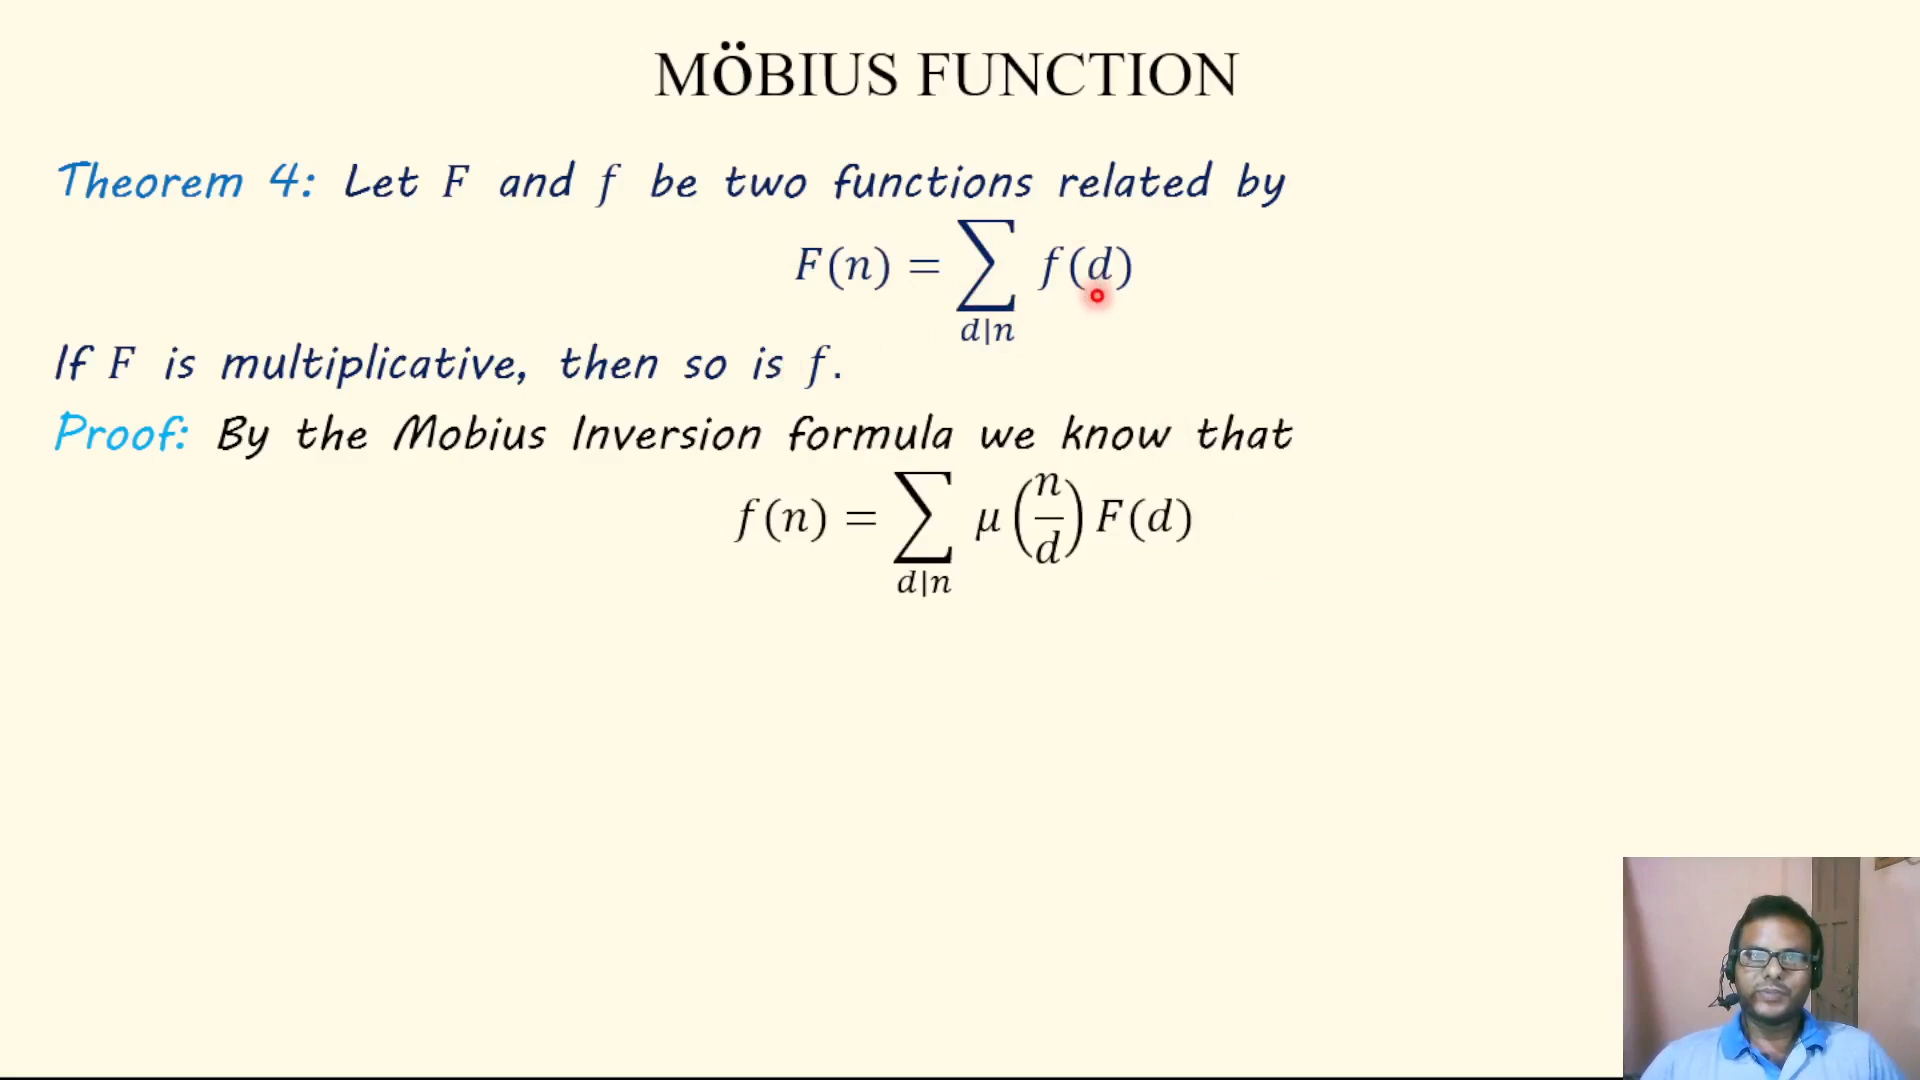 MÖBIUS FUNCTION
Theorem 4: Let F and f be two functions related by
F(n) = ∑ f(d)
d|n
If F is multiplicative, then so is f.
Proof: By the Mobius Inversion formula we know that
f(n) = ∑ μ(n/d) F(d)
d|n